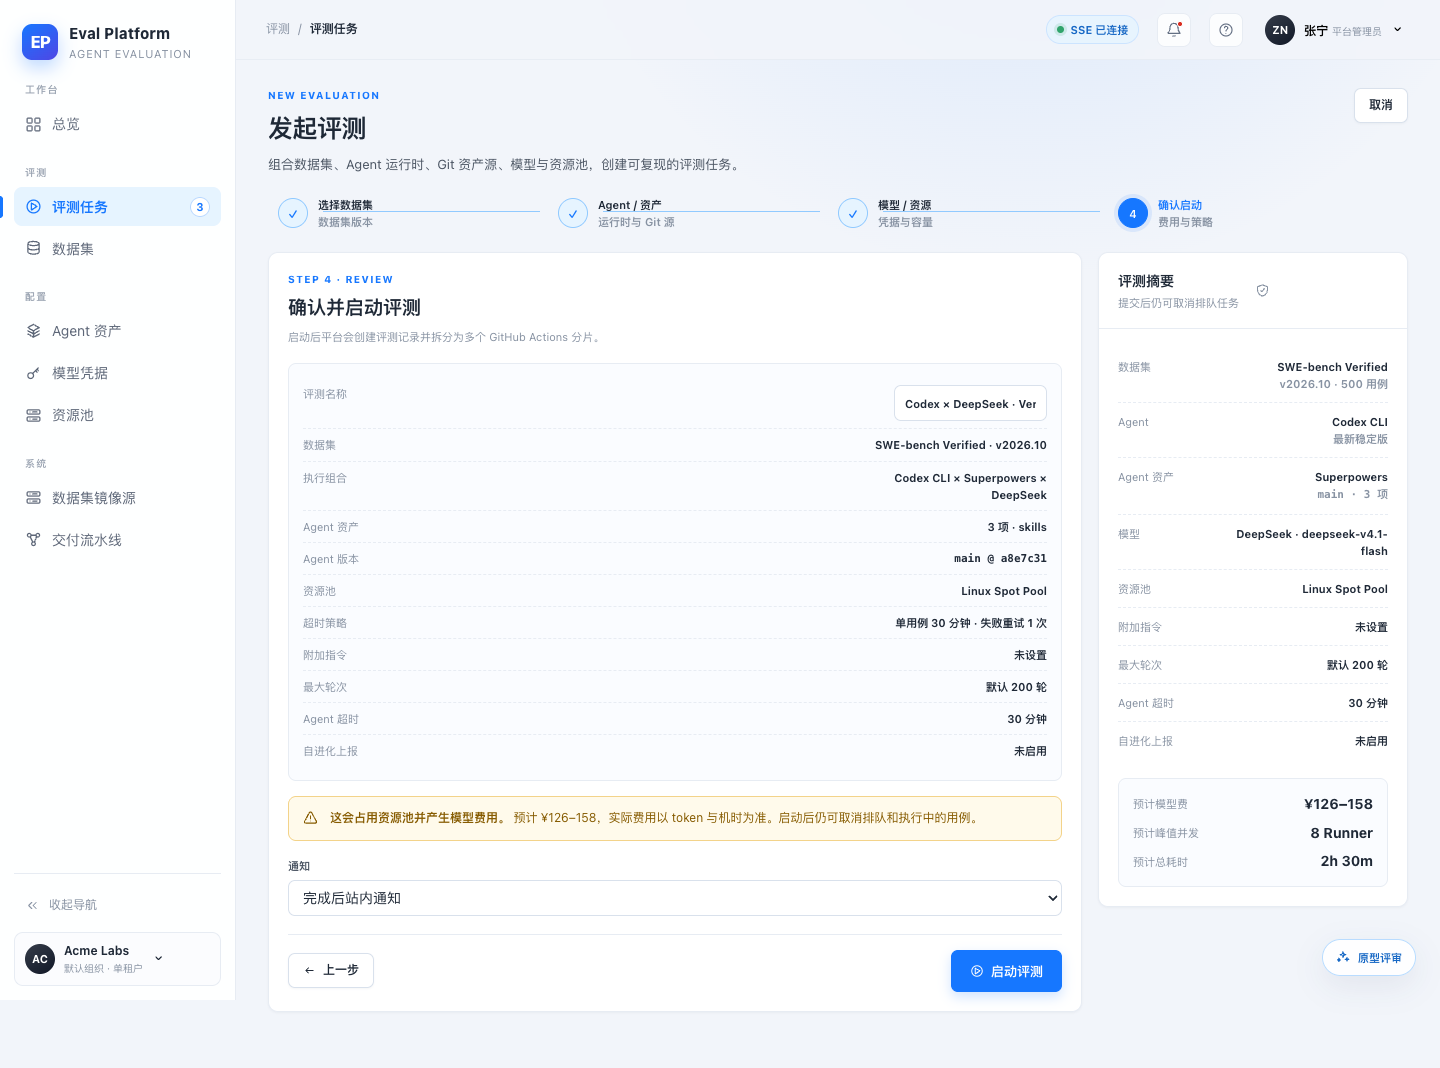 EP
Eval Platform
AGENT EVALUATION
工作台
总览
评测
评测任务 3
数据集
配置
Agent 资产
模型凭据
资源池
系统
数据集镜像源
交付流水线
收起导航
AC
Acme Labs
默认组织 · 单租户
评测 / 评测任务
SSE 已连接
ZN 张宁 平台管理员
NEW EVALUATION
发起评测
组合数据集、Agent 运行时、Git 资产源、模型与资源池，创建可复现的评测任务。
取消
选择数据集
数据集版本
Agent / 资产
运行时与 Git 源
模型 / 资源
凭据与容量
4
确认启动
费用与策略
STEP 4 · REVIEW
确认并启动评测
启动后平台会创建评测记录并拆分为多个 GitHub Actions 分片。
评测名称 Codex × DeepSeek · Ver
数据集 SWE-bench Verified · v2026.10
执行组合 Codex CLI × Superpowers ×
DeepSeek
Agent 资产 3 项 · skills
Agent 版本 main @ a8e7c31
资源池 Linux Spot Pool
超时策略 单用例 30 分钟 · 失败重试 1 次
附加指令 未设置
最大轮次 默认 200 轮
Agent 超时 30 分钟
自进化上报 未启用
这会占用资源池并产生模型费用。 预计 ¥126–158，实际费用以 token 与机时为准。启动后仍可取消排队和执行中的用例。
通知
完成后站内通知
上一步
启动评测
评测摘要
提交后仍可取消排队任务
数据集 SWE-bench Verified
v2026.10 · 500 用例
Agent Codex CLI
最新稳定版
Agent 资产 Superpowers
main · 3 项
模型 DeepSeek · deepseek-v4.1-
flash
资源池 Linux Spot Pool
附加指令 未设置
最大轮次 默认 200 轮
Agent 超时 30 分钟
自进化上报 未启用
预计模型费 ¥126–158
预计峰值并发 8 Runner
预计总耗时 2h 30m
原型评审